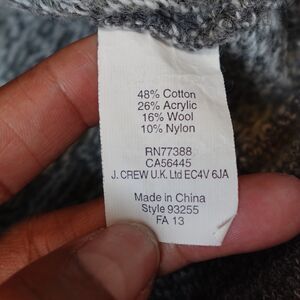 48% Cotton
26% Acrylic
16% Wool
10% Nylon
RN77388
CA56445
J. CREW U.K. Ltd EC4V 6JA
Made in China
Style 93255
FA 13